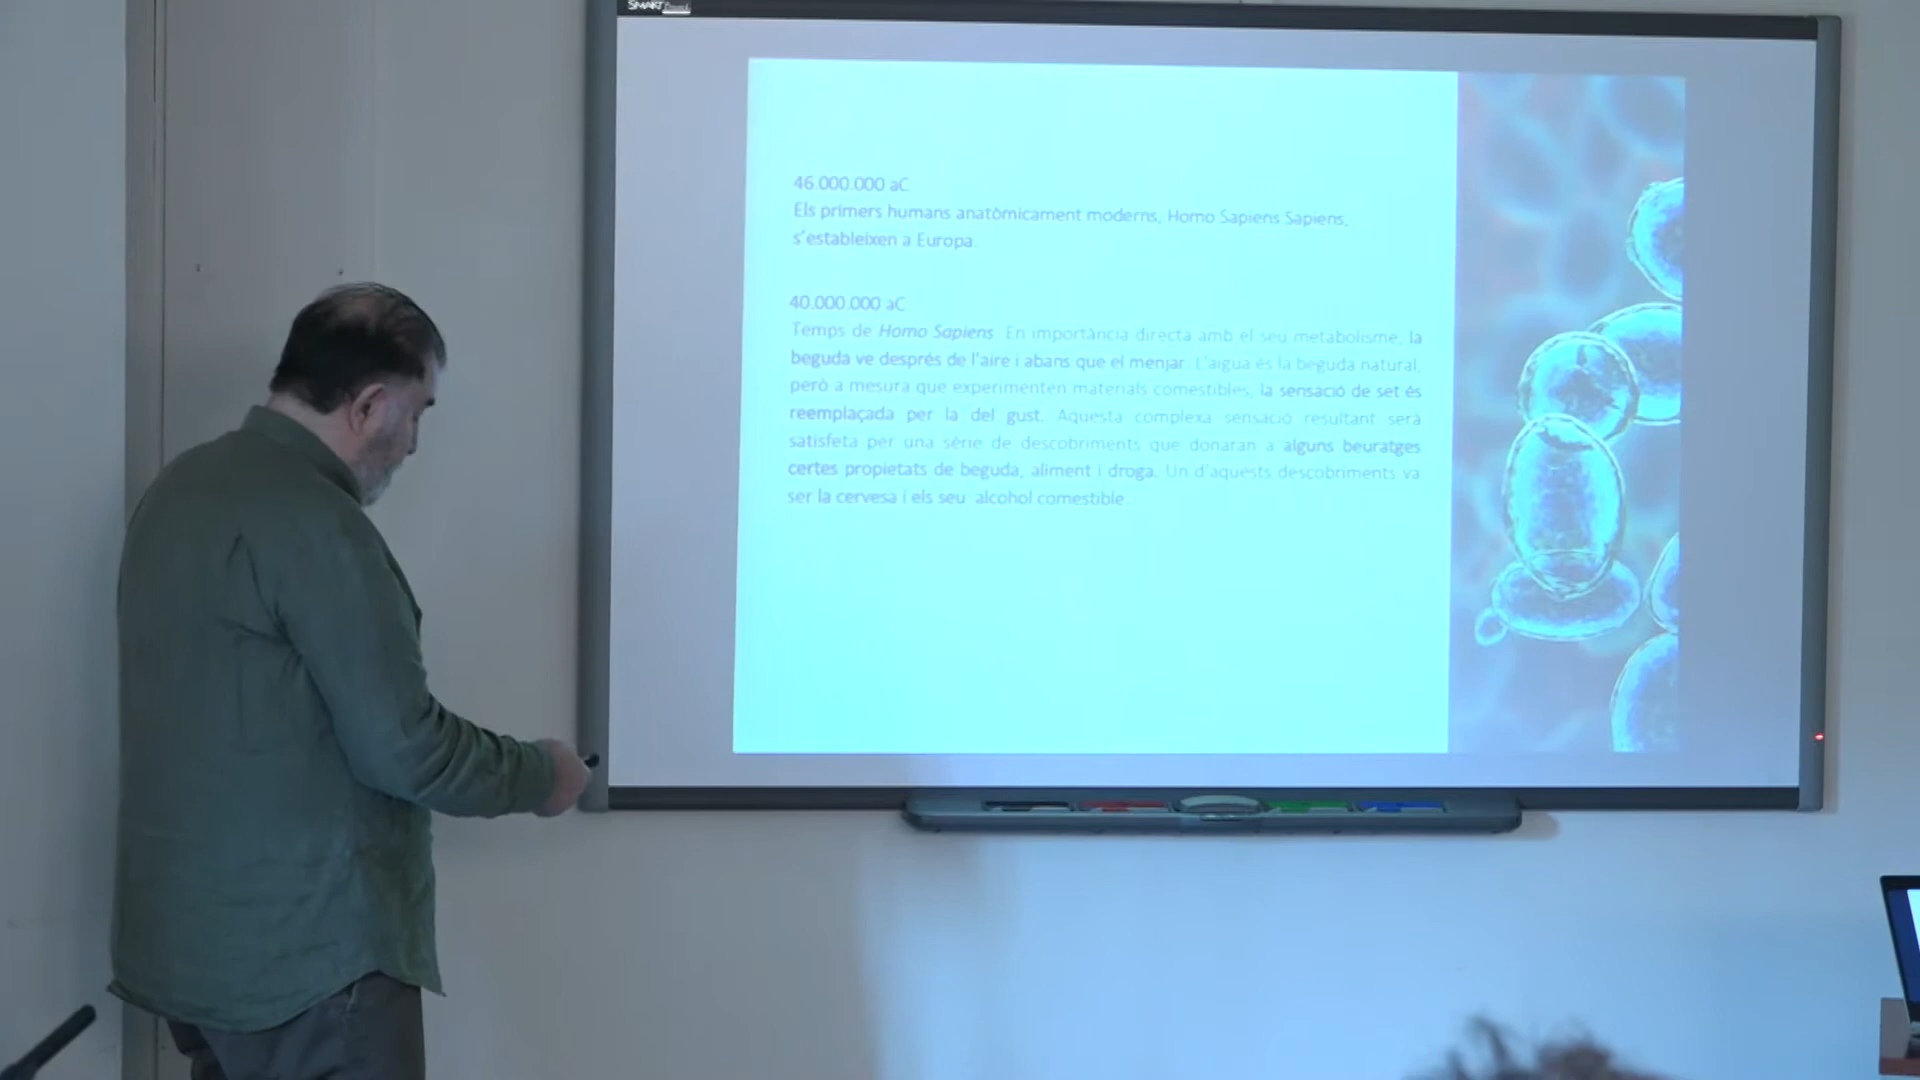 SMART Board
46.000.000 aC
Els primers humans anatòmicament moderns, Homo Sapiens Sapiens,
s'estableixen a Europa.
40.000.000 aC
Temps de Homo Sapiens. En importància directa amb el seu metabolisme, la
beguda ve després de l'aire i abans que el menjar. L'aigua és la beguda natural,
però a mesura que experimenten materials comestibles, la sensació de set és
reemplaçada per la del gust. Aquesta complexa sensació resultant serà
satisfeta per una sèrie de descobriments que donaran a alguns beuratges
certes propietats de beguda, aliment i droga. Un d'aquests descobriments va
ser la cervesa i els seu alcohol comestible.